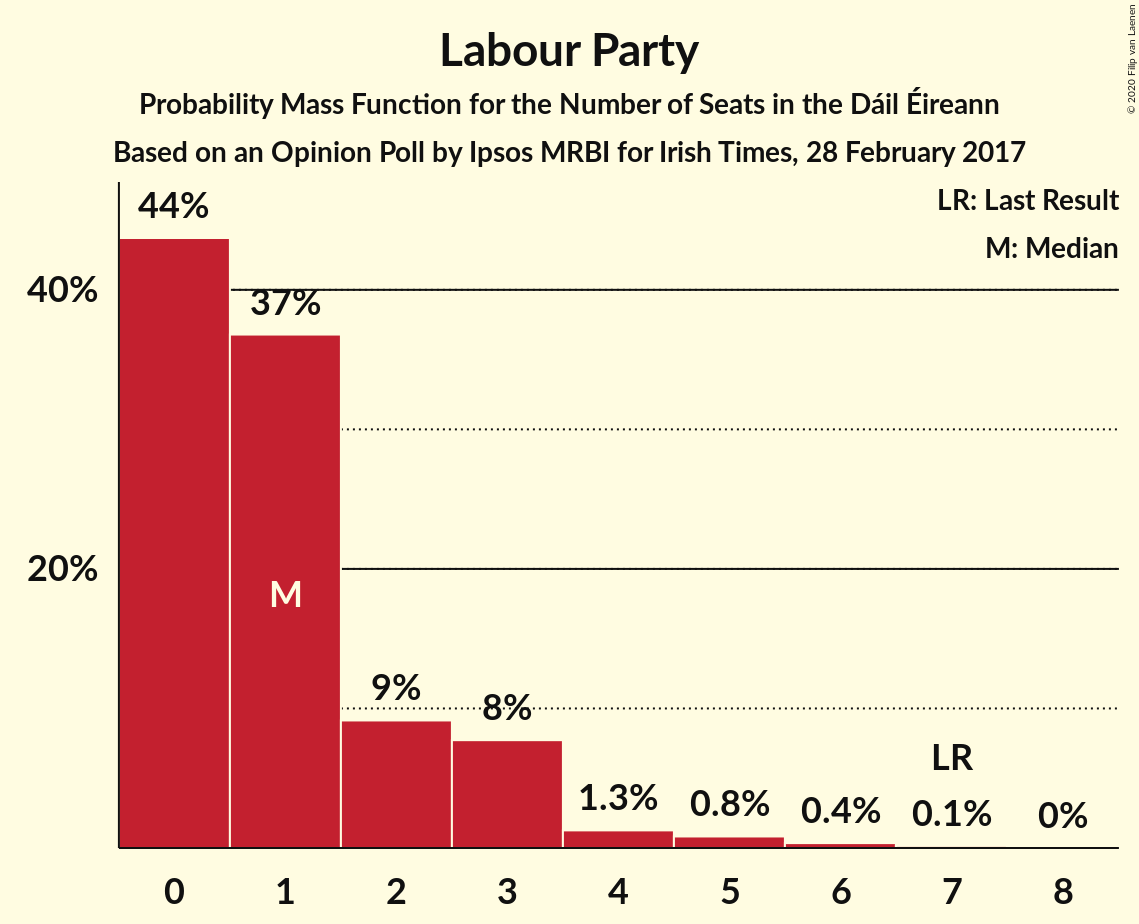 Labour Party
Probability Mass Function for the Number of Seats in the Dáil Éireann
Based on an Opinion Poll by Ipsos MRBI for Irish Times, 28 February 2017
© 2020 Filip van Laenen
LR: Last Result
M: Median
44%
40%
37%
20%
M
9%
8%
LR
1.3%
0.8%
0.4%
0.1%
0%
0 1 2 3 4 5 6 7 8